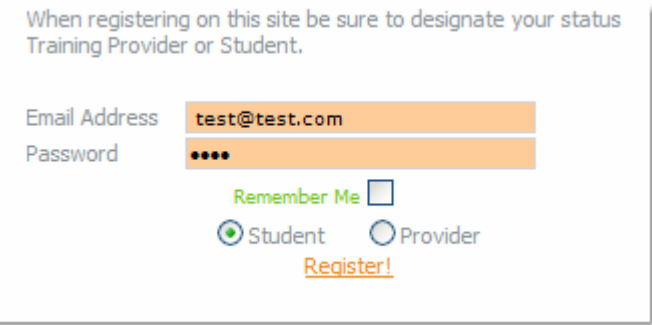 When registering on this site be sure to designate your status
Training Provider or Student.
Email Address test@test.com
Password ••••
Remember Me
Student Provider
Register!